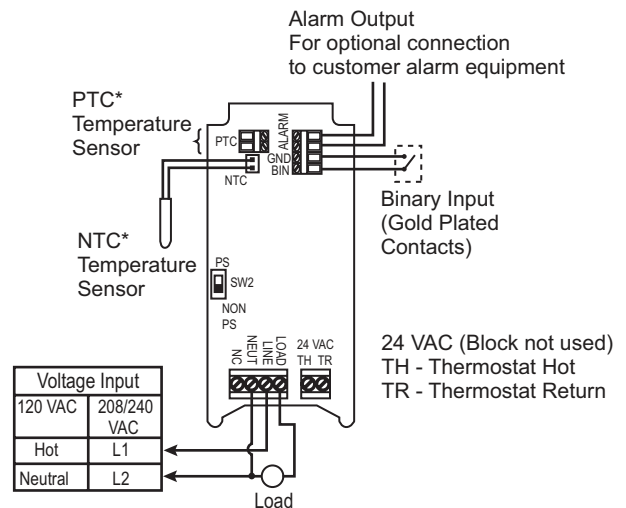 Alarm Output
For optional connection
to customer alarm equipment
PTC*
Temperature
Sensor
PTC
ALARM
GND
BIN
NTC
Binary Input
(Gold Plated
Contacts)
NTC*
Temperature
Sensor
PS
SW2
NON
PS
NC
NEUT
LINE
LOAD
24 VAC
TH TR
24 VAC (Block not used)
TH - Thermostat Hot
TR - Thermostat Return
Voltage Input
120 VAC
208/240
VAC
Hot
L1
Neutral
L2
Load